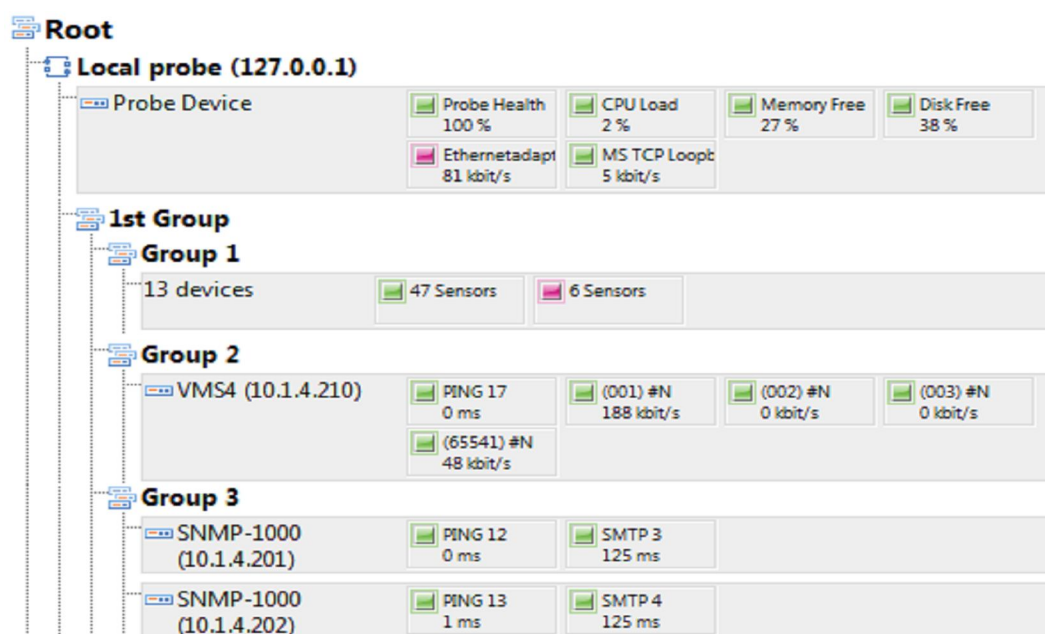 Root
Local probe (127.0.0.1)
Probe Device
Probe Health
100 %
CPU Load
2 %
Memory Free
27 %
Disk Free
38 %
Ethernetadapt
81 kbit/s
MS TCP Loopb
5 kbit/s
1st Group
Group 1
13 devices
47 Sensors
6 Sensors
Group 2
VMS4 (10.1.4.210)
PING 17
0 ms
(001) #N
188 kbit/s
(002) #N
0 kbit/s
(003) #N
0 kbit/s
(65541) #N
48 kbit/s
Group 3
SNMP-1000
(10.1.4.201)
PING 12
0 ms
SMTP 3
125 ms
SNMP-1000
(10.1.4.202)
PING 13
1 ms
SMTP 4
125 ms